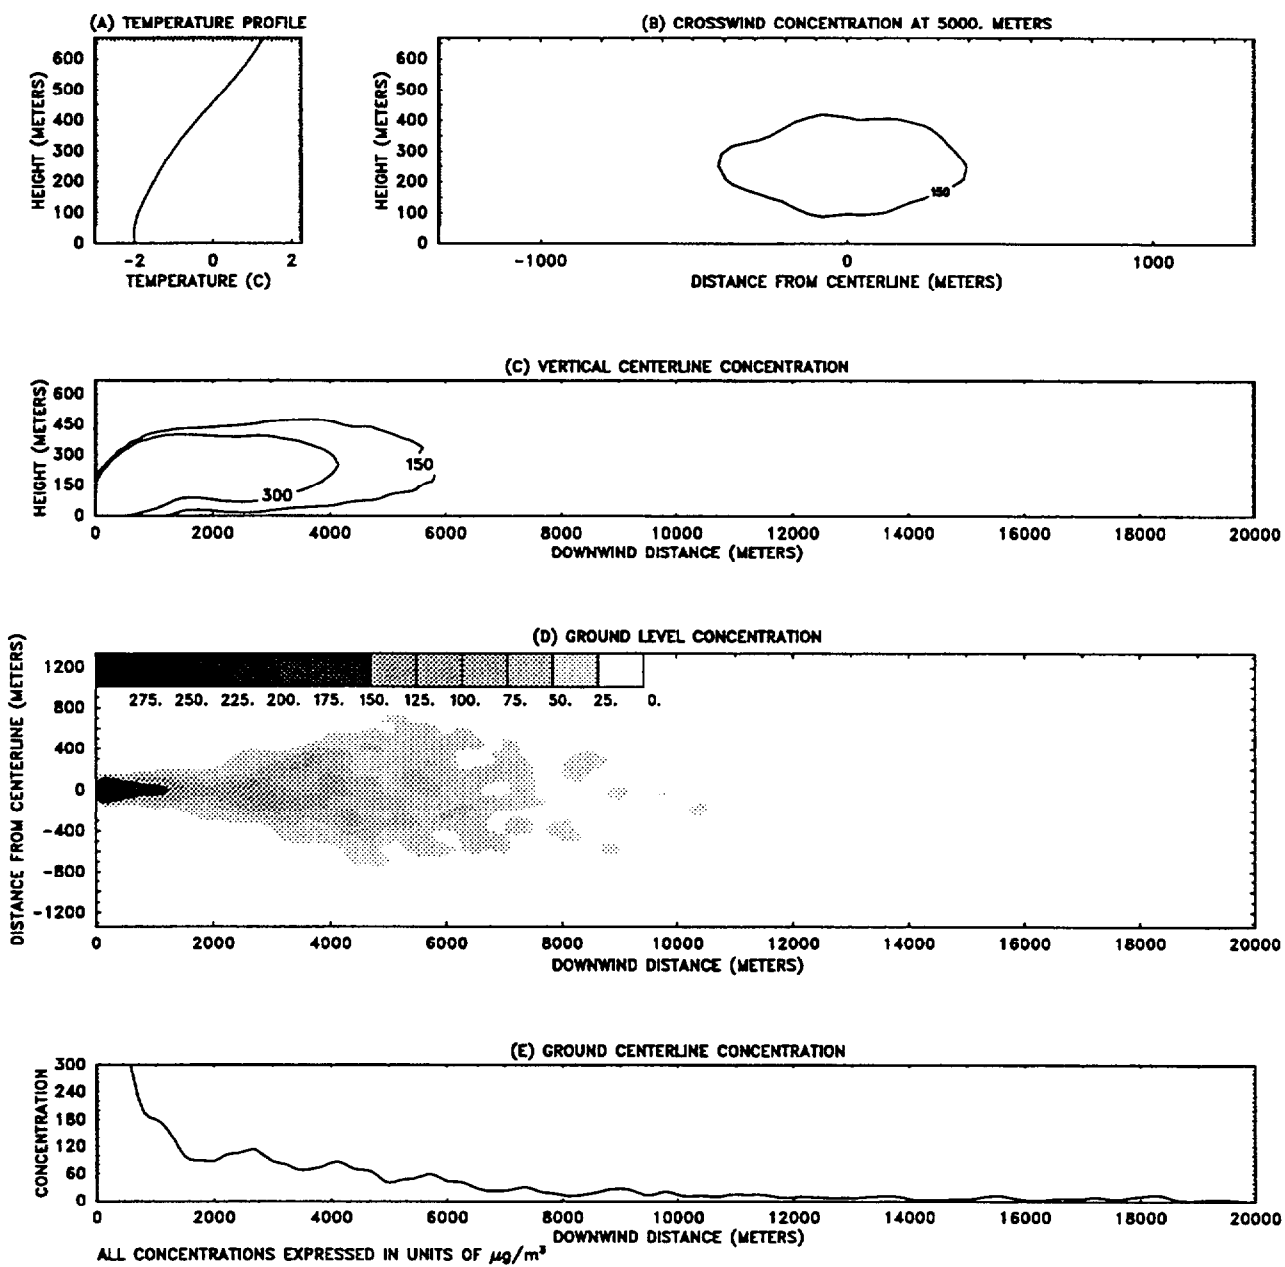 (A) TEMPERATURE PROFILE
(B) CROSSWIND CONCENTRATION AT 5000. METERS
HEIGHT (METERS)
600
500
400
300
200
100
0
-2 0 2
TEMPERATURE (C)
HEIGHT (METERS)
600
500
400
300
200
100
0
150
-1000 0 1000
DISTANCE FROM CENTERLINE (METERS)
(C) VERTICAL CENTERLINE CONCENTRATION
HEIGHT (METERS)
600
450
300
150
0
150
300
0 2000 4000 6000 8000 10000 12000 14000 16000 18000 20000
DOWNWIND DISTANCE (METERS)
(D) GROUND LEVEL CONCENTRATION
DISTANCE FROM CENTERLINE (METERS)
1200
800
400
0
-400
-800
-1200
275. 250. 225. 200. 175. 150. 125. 100. 75. 50. 25. 0.
0 2000 4000 6000 8000 10000 12000 14000 16000 18000 20000
DOWNWIND DISTANCE (METERS)
(E) GROUND CENTERLINE CONCENTRATION
CONCENTRATION
300
240
180
120
60
0
0 2000 4000 6000 8000 10000 12000 14000 16000 18000 20000
DOWNWIND DISTANCE (METERS)
ALL CONCENTRATIONS EXPRESSED IN UNITS OF μg/m³